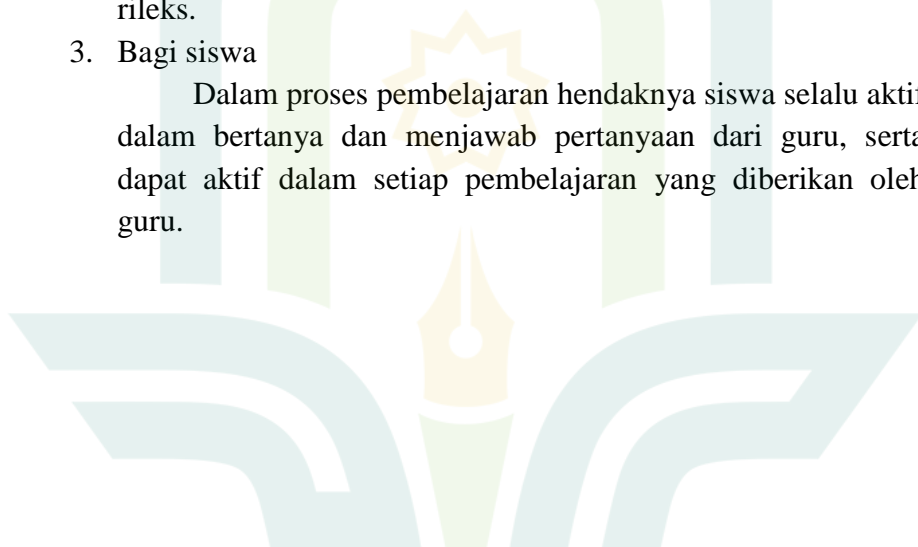 rileks.
3. Bagi siswa
Dalam proses pembelajaran hendaknya siswa selalu aktif
dalam bertanya dan menjawab pertanyaan dari guru, serta
dapat aktif dalam setiap pembelajaran yang diberikan oleh
guru.